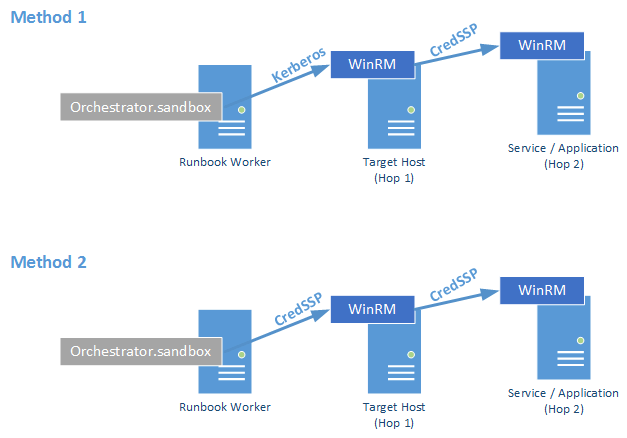 Method 1
Kerberos
CredSSP
WinRM
WinRM
Orchestrator.sandbox
Runbook Worker
Target Host
(Hop 1)
Service / Application
(Hop 2)
Method 2
CredSSP
CredSSP
WinRM
WinRM
Orchestrator.sandbox
Runbook Worker
Target Host
(Hop 1)
Service / Application
(Hop 2)